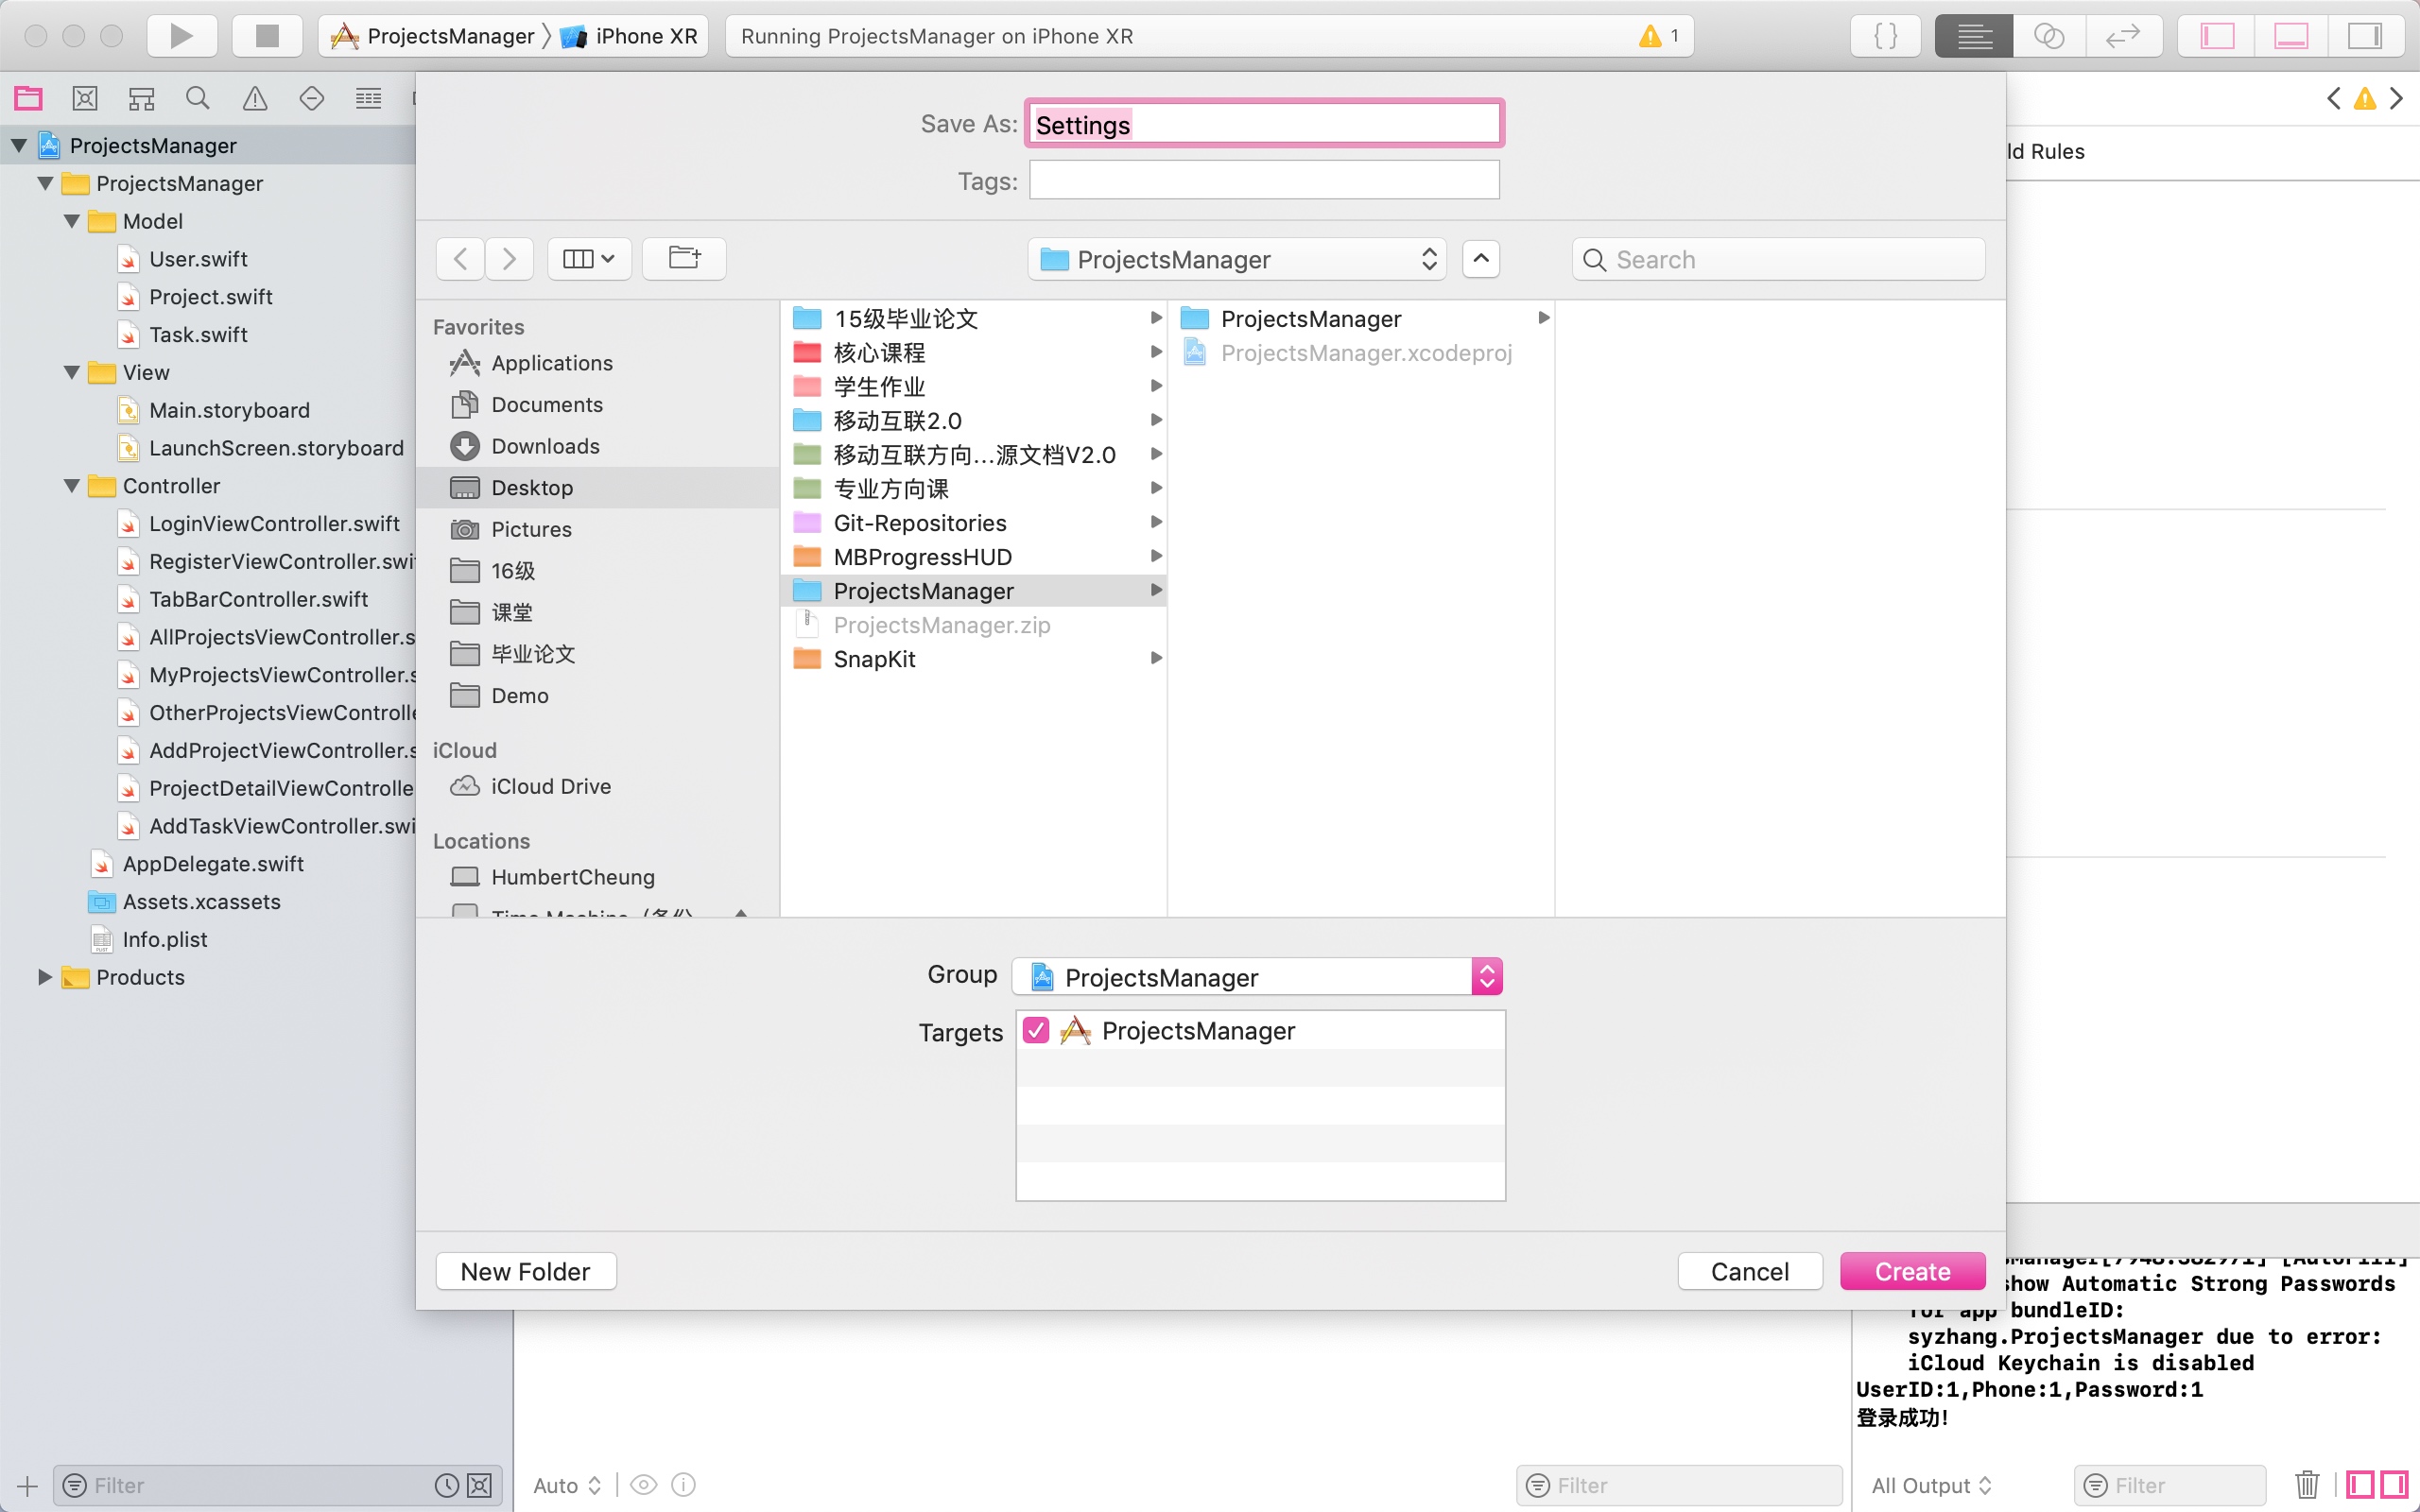 ProjectsManager
iPhone XR
Running ProjectsManager on iPhone XR
1
ProjectsManager
ProjectsManager
Model
User.swift
Project.swift
Task.swift
View
Main.storyboard
LaunchScreen.storyboard
Controller
LoginViewController.swift
RegisterViewController.swi
TabBarController.swift
AllProjectsViewController.s
MyProjectsViewController.s
OtherProjectsViewControlle
AddProjectViewController.s
ProjectDetailViewControlle
AddTaskViewController.swi
AppDelegate.swift
Assets.xcassets
Info.plist
Products
Filter
Save As: Settings
Tags:
ProjectsManager
Search
Favorites
Applications
Documents
Downloads
Desktop
Pictures
16级
课堂
毕业论文
Demo
iCloud
iCloud Drive
Locations
HumbertCheung
15级毕业论文
核心课程
学生作业
移动互联2.0
移动互联方向...源文档V2.0
专业方向课
Git-Repositories
MBProgressHUD
ProjectsManager
ProjectsManager.zip
SnapKit
ProjectsManager
ProjectsManager.xcodeproj
Group ProjectsManager
Targets ProjectsManager
New Folder
Cancel
Create
ld Rules
show Automatic Strong Passwords
for app bundleID:
syzhang.ProjectsManager due to error:
iCloud Keychain is disabled
UserID:1,Phone:1,Password:1
登录成功!
Auto
Filter
All Output
Filter